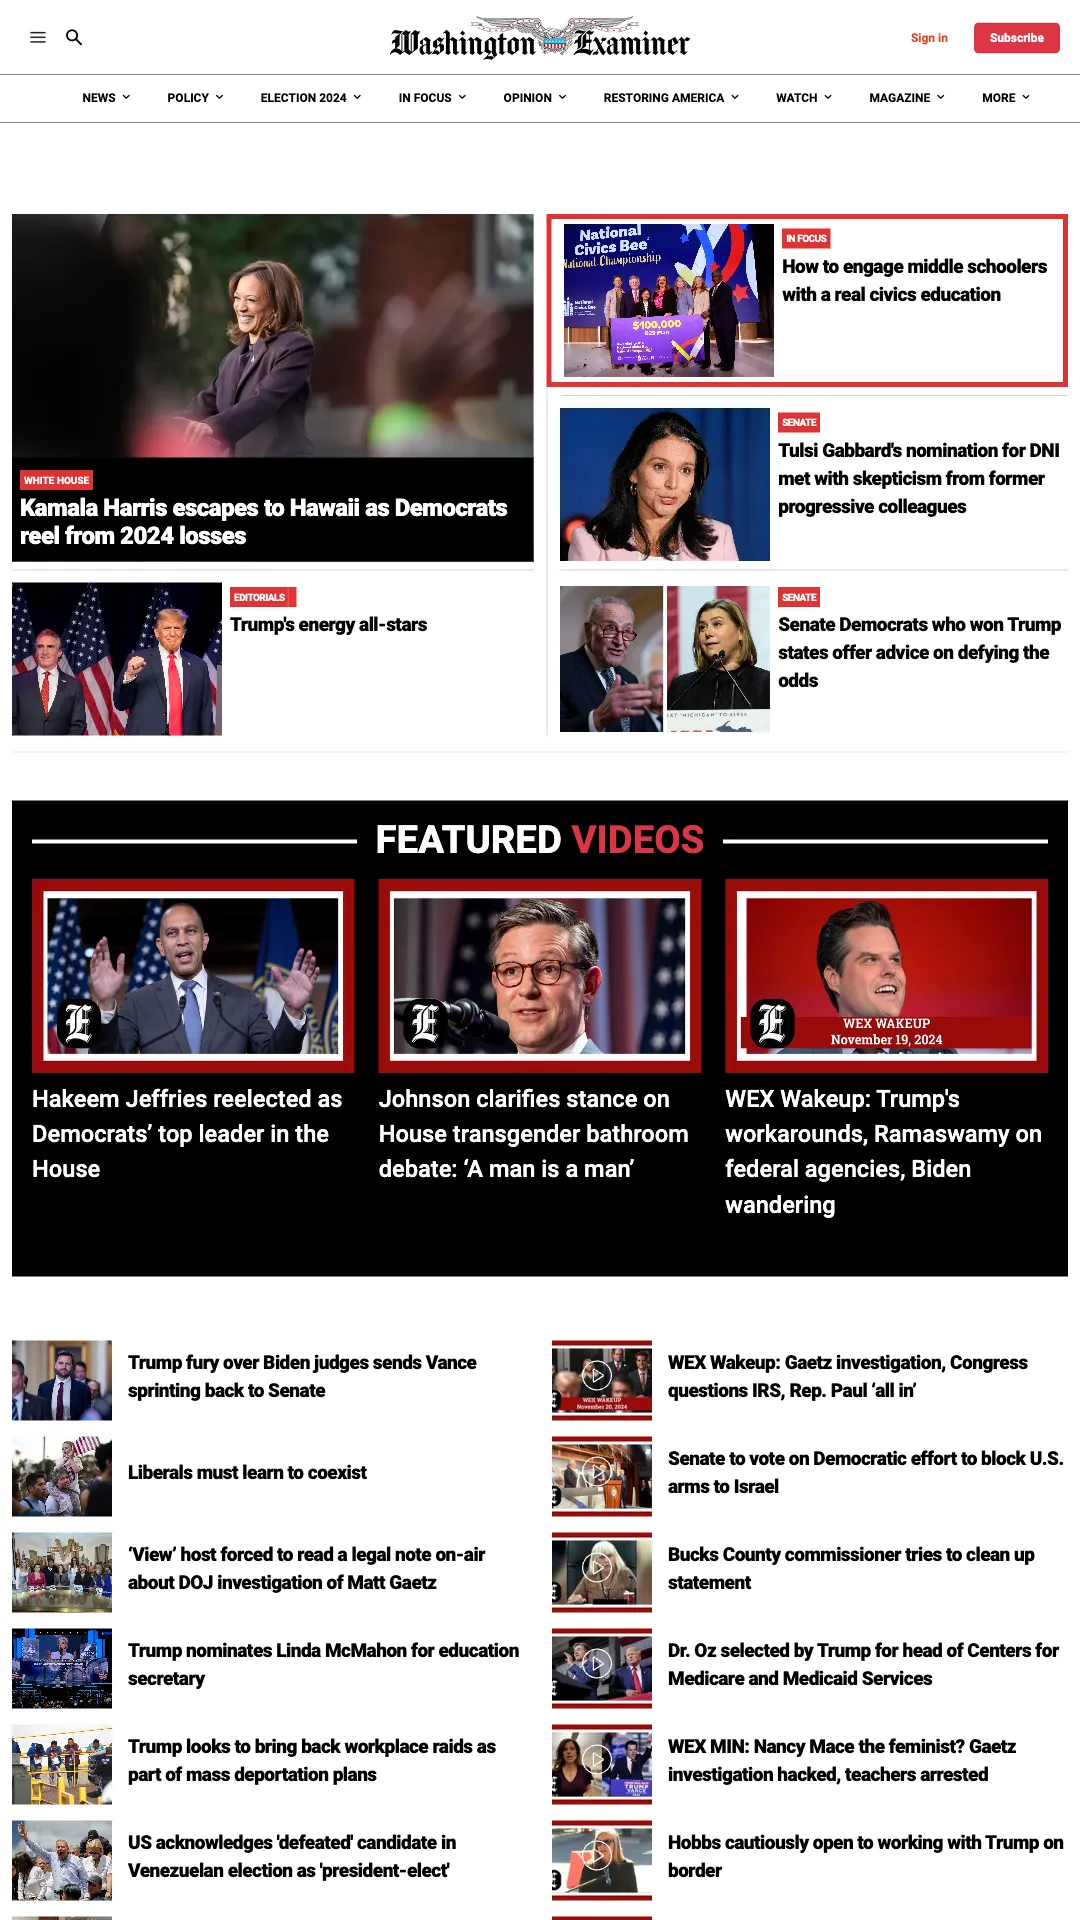 Washington Examiner
Sign in
Subscribe
NEWS
POLICY
ELECTION 2024
IN FOCUS
OPINION
RESTORING AMERICA
WATCH
MAGAZINE
MORE
WHITE HOUSE
Kamala Harris escapes to Hawaii as Democrats
reel from 2024 losses
EDITORIALS
Trump's energy all-stars
National
Civics Bee
National Championship
$100,000
IN FOCUS
How to engage middle schoolers
with a real civics education
SENATE
Tulsi Gabbard's nomination for DNI
met with skepticism from former
progressive colleagues
SENATE
Senate Democrats who won Trump
states offer advice on defying the
odds
FEATURED VIDEOS
E
Hakeem Jeffries reelected as
Democrats’ top leader in the
House
E
Johnson clarifies stance on
House transgender bathroom
debate: ‘A man is a man’
E
WEX WAKEUP
November 19, 2024
WEX Wakeup: Trump's
workarounds, Ramaswamy on
federal agencies, Biden
wandering
Trump fury over Biden judges sends Vance
sprinting back to Senate
Liberals must learn to coexist
‘View’ host forced to read a legal note on-air
about DOJ investigation of Matt Gaetz
Trump nominates Linda McMahon for education
secretary
Trump looks to bring back workplace raids as
part of mass deportation plans
US acknowledges 'defeated' candidate in
Venezuelan election as 'president-elect'
WEX WAKEUP
November 20, 2024
WEX Wakeup: Gaetz investigation, Congress
questions IRS, Rep. Paul ‘all in’
Senate to vote on Democratic effort to block U.S.
arms to Israel
Bucks County commissioner tries to clean up
statement
Dr. Oz selected by Trump for head of Centers for
Medicare and Medicaid Services
TRUMP
VANCE
WEX MIN: Nancy Mace the feminist? Gaetz
investigation hacked, teachers arrested
Hobbs cautiously open to working with Trump on
border